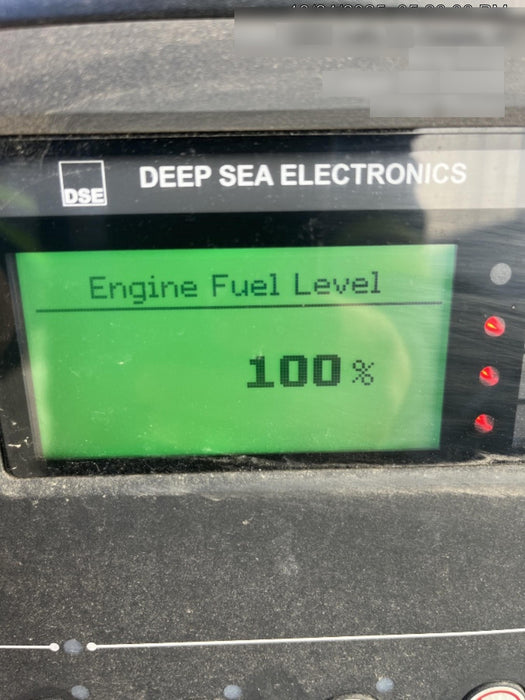 DSE
DEEP SEA ELECTRONICS
Engine Fuel Level
100 %